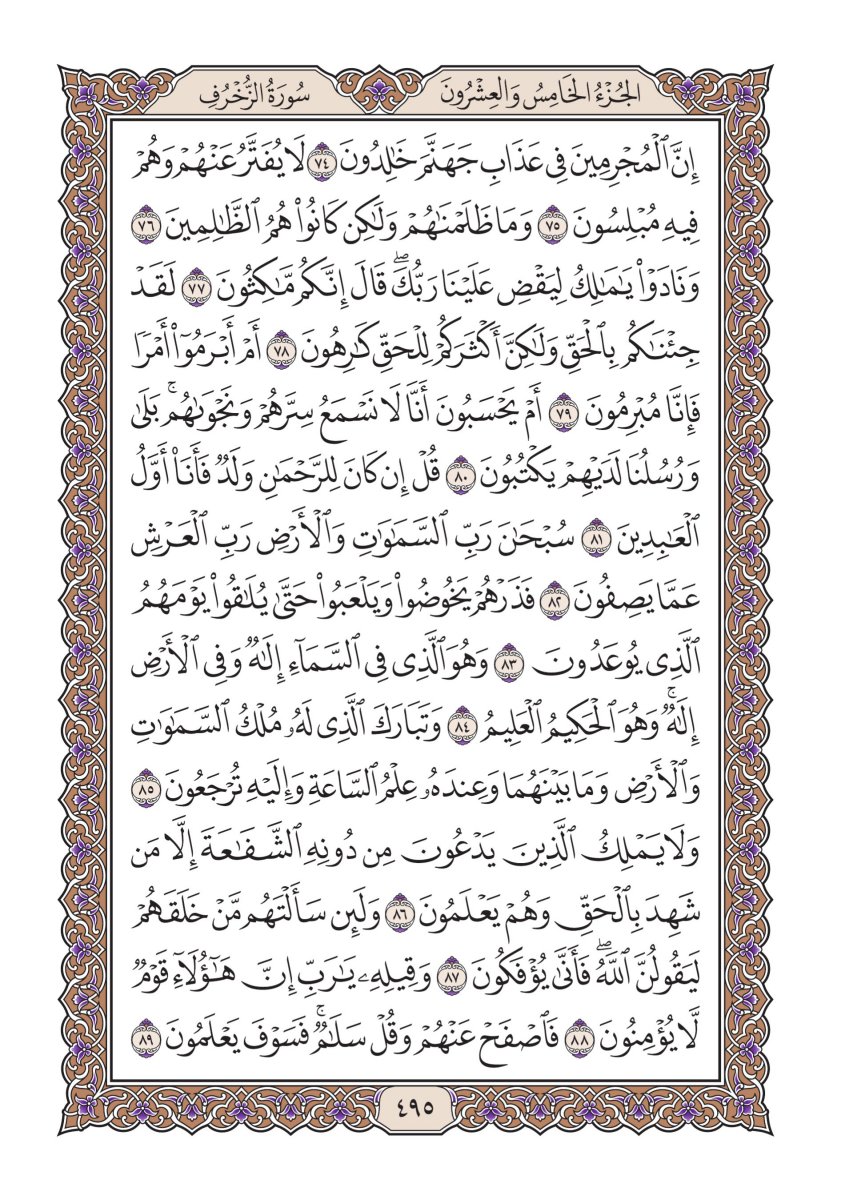 الجُزْءُ الخَامِسُ وَالعِشْرُونَ
سُورَةُ الزُّخْرُفِ
إِنَّ ٱلْمُجْرِمِينَ فِى عَذَابِ جَهَنَّمَ خَٰلِدُونَ ٧٤ لَا يُفَتَّرُ عَنْهُمْ وَهُمْ
فِيهِ مُبْلِسُونَ ٧٥ وَمَا ظَلَمْنَٰهُمْ وَلَٰكِن كَانُوا۟ هُمُ ٱلظَّٰلِمِينَ ٧٦
وَنَادَوْا۟ يَٰمَٰلِكُ لِيَقْضِ عَلَيْنَا رَبُّكَۖ قَالَ إِنَّكُم مَّٰكِثُونَ ٧٧ لَقَدْ
جِئْنَٰكُم بِٱلْحَقِّ وَلَٰكِنَّ أَكْثَرَكُمْ لِلْحَقِّ كَٰرِهُونَ ٧٨ أَمْ أَبْرَمُوٓا۟ أَمْرًا
فَإِنَّا مُبْرِمُونَ ٧٩ أَمْ يَحْسَبُونَ أَنَّا لَا نَسْمَعُ سِرَّهُمْ وَنَجْوَىٰهُمۚ بَلَىٰ
وَرُسُلُنَا لَدَيْهِمْ يَكْتُبُونَ ٨٠ قُلْ إِن كَانَ لِلرَّحْمَٰنِ وَلَدٌ فَأَنَا۠ أَوَّلُ
ٱلْعَٰبِدِينَ ٨١ سُبْحَٰنَ رَبِّ ٱلسَّمَٰوَٰتِ وَٱلْأَرْضِ رَبِّ ٱلْعَرْشِ
عَمَّا يَصِفُونَ ٨٢ فَذَرْهُمْ يَخُوضُوا۟ وَيَلْعَبُوا۟ حَتَّىٰ يُلَٰقُوا۟ يَوْمَهُمُ
ٱلَّذِى يُوعَدُونَ ٨٣ وَهُوَ ٱلَّذِى فِى ٱلسَّمَآءِ إِلَٰهٌ وَفِى ٱلْأَرْضِ
إِلَٰهٌۚ وَهُوَ ٱلْحَكِيمُ ٱلْعَلِيمُ ٨٤ وَتَبَارَكَ ٱلَّذِى لَهُۥ مُلْكُ ٱلسَّمَٰوَٰتِ
وَٱلْأَرْضِ وَمَا بَيْنَهُمَا وَعِندَهُۥ عِلْمُ ٱلسَّاعَةِ وَإِلَيْهِ تُرْجَعُونَ ٨٥
وَلَا يَمْلِكُ ٱلَّذِينَ يَدْعُونَ مِن دُونِهِ ٱلشَّفَٰعَةَ إِلَّا مَن
شَهِدَ بِٱلْحَقِّ وَهُمْ يَعْلَمُونَ ٨٦ وَلَئِن سَأَلْتَهُم مَّنْ خَلَقَهُمْ
لَيَقُولُنَّ ٱللَّهُۖ فَأَنَّىٰ يُؤْفَكُونَ ٨٧ وَقِيلِهِۦ يَٰرَبِّ إِنَّ هَٰٓؤُلَآءِ قَوْمٌ
لَّا يُؤْمِنُونَ ٨٨ فَٱصْفَحْ عَنْهُمْ وَقُلْ سَلَٰمٌۚ فَسَوْفَ يَعْلَمُونَ ٨٩
٤٩٥